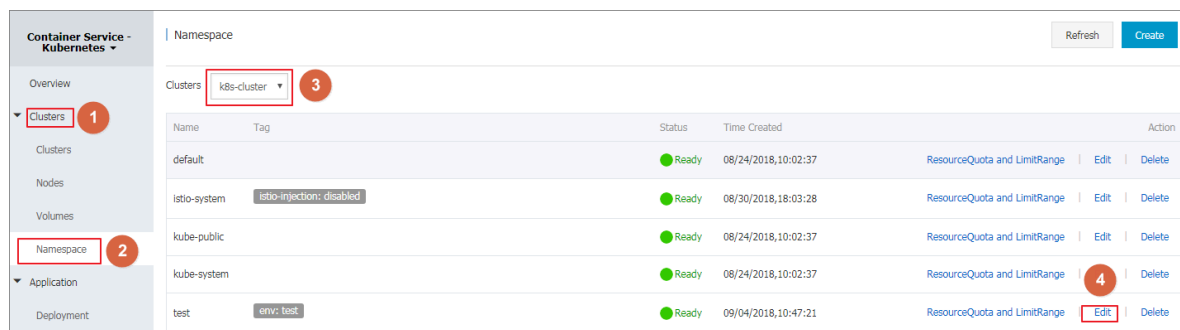 Container Service -
Kubernetes
Namespace
Refresh
Create
Overview
Clusters
k8s-cluster
3
Clusters
1
Name
Tag
Status
Time Created
Action
Clusters
default
Ready
08/24/2018,10:02:37
ResourceQuota and LimitRange
Edit
Delete
Nodes
istio-system
istio-injection: disabled
Ready
08/30/2018,18:03:28
ResourceQuota and LimitRange
Edit
Delete
Volumes
kube-public
Ready
08/24/2018,10:02:37
ResourceQuota and LimitRange
Edit
Delete
Namespace
2
kube-system
Ready
08/24/2018,10:02:37
ResourceQuota and LimitRange
4
Delete
Application
test
env: test
Ready
09/04/2018,10:47:21
ResourceQuota and LimitRange
Edit
Delete
Deployment